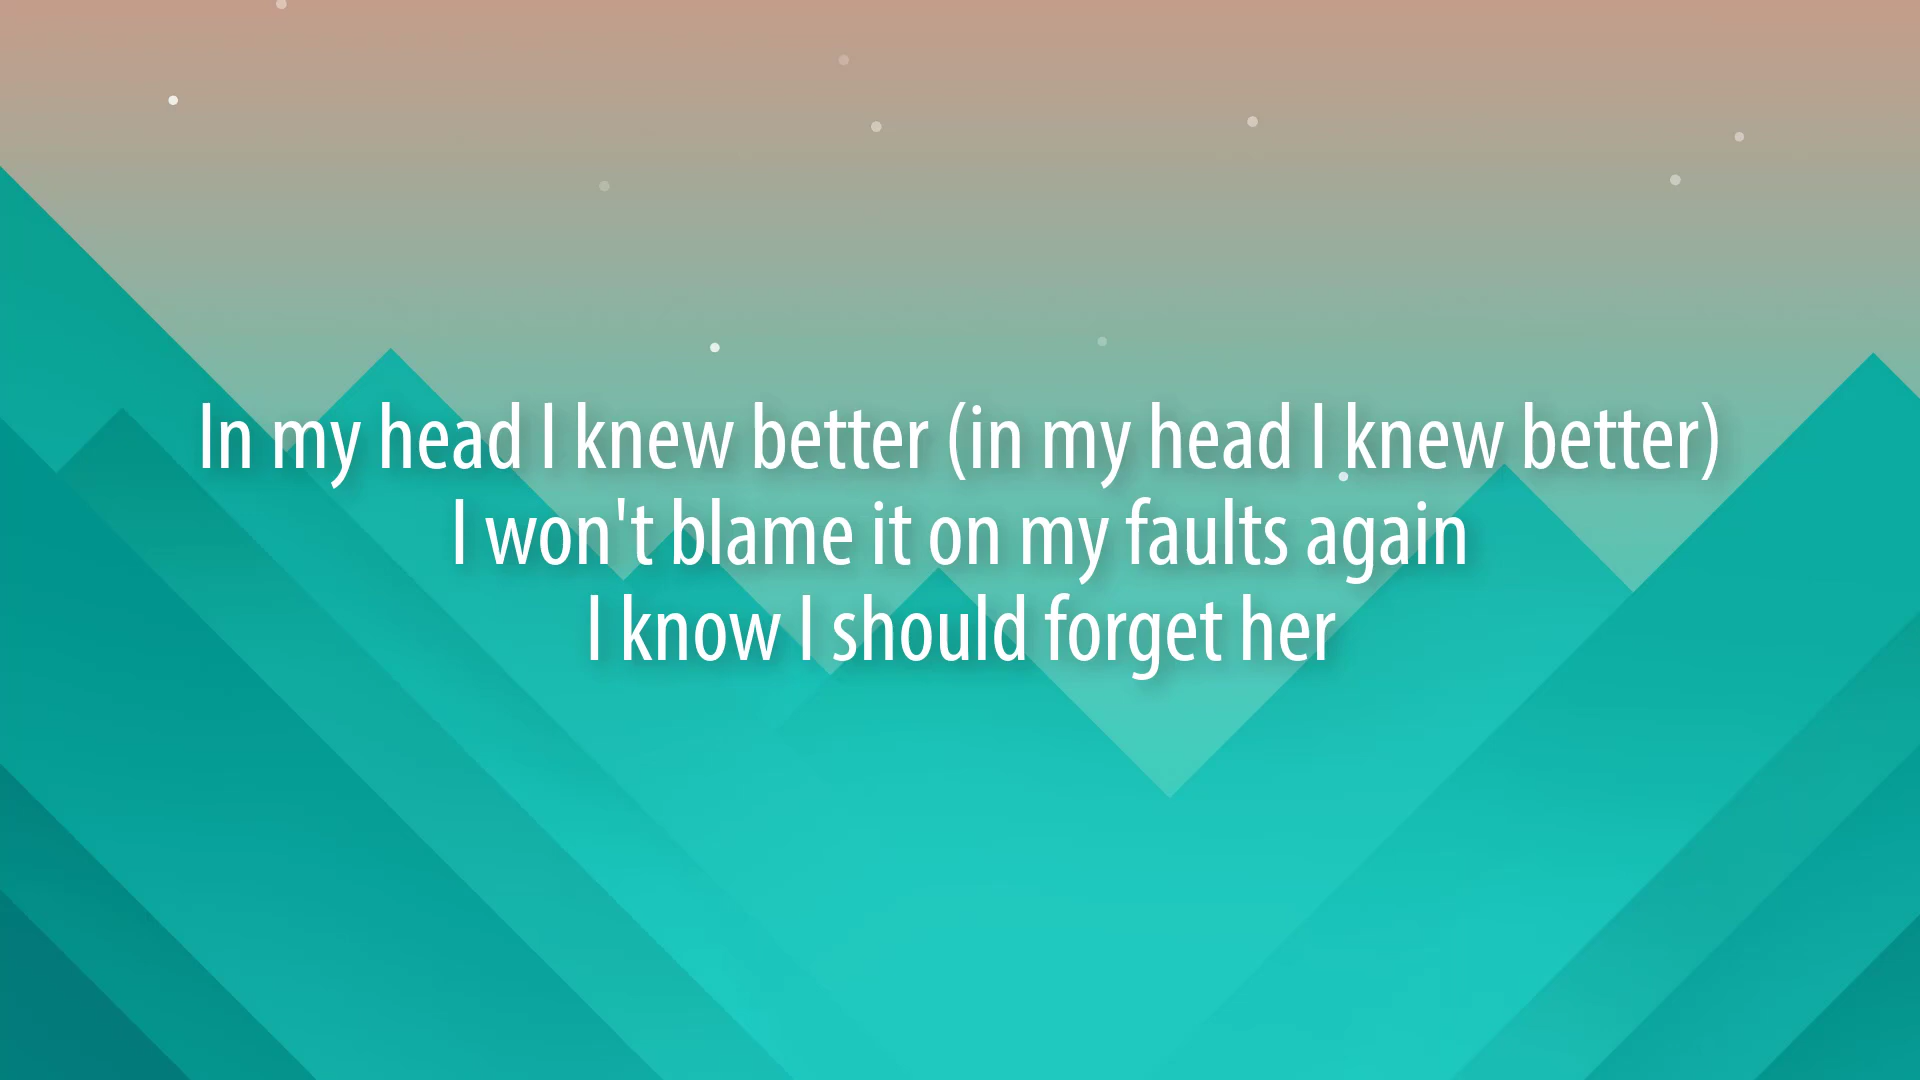 In my head I knew better (in my head I knew better)
I won't blame it on my faults again
I know I should forget her